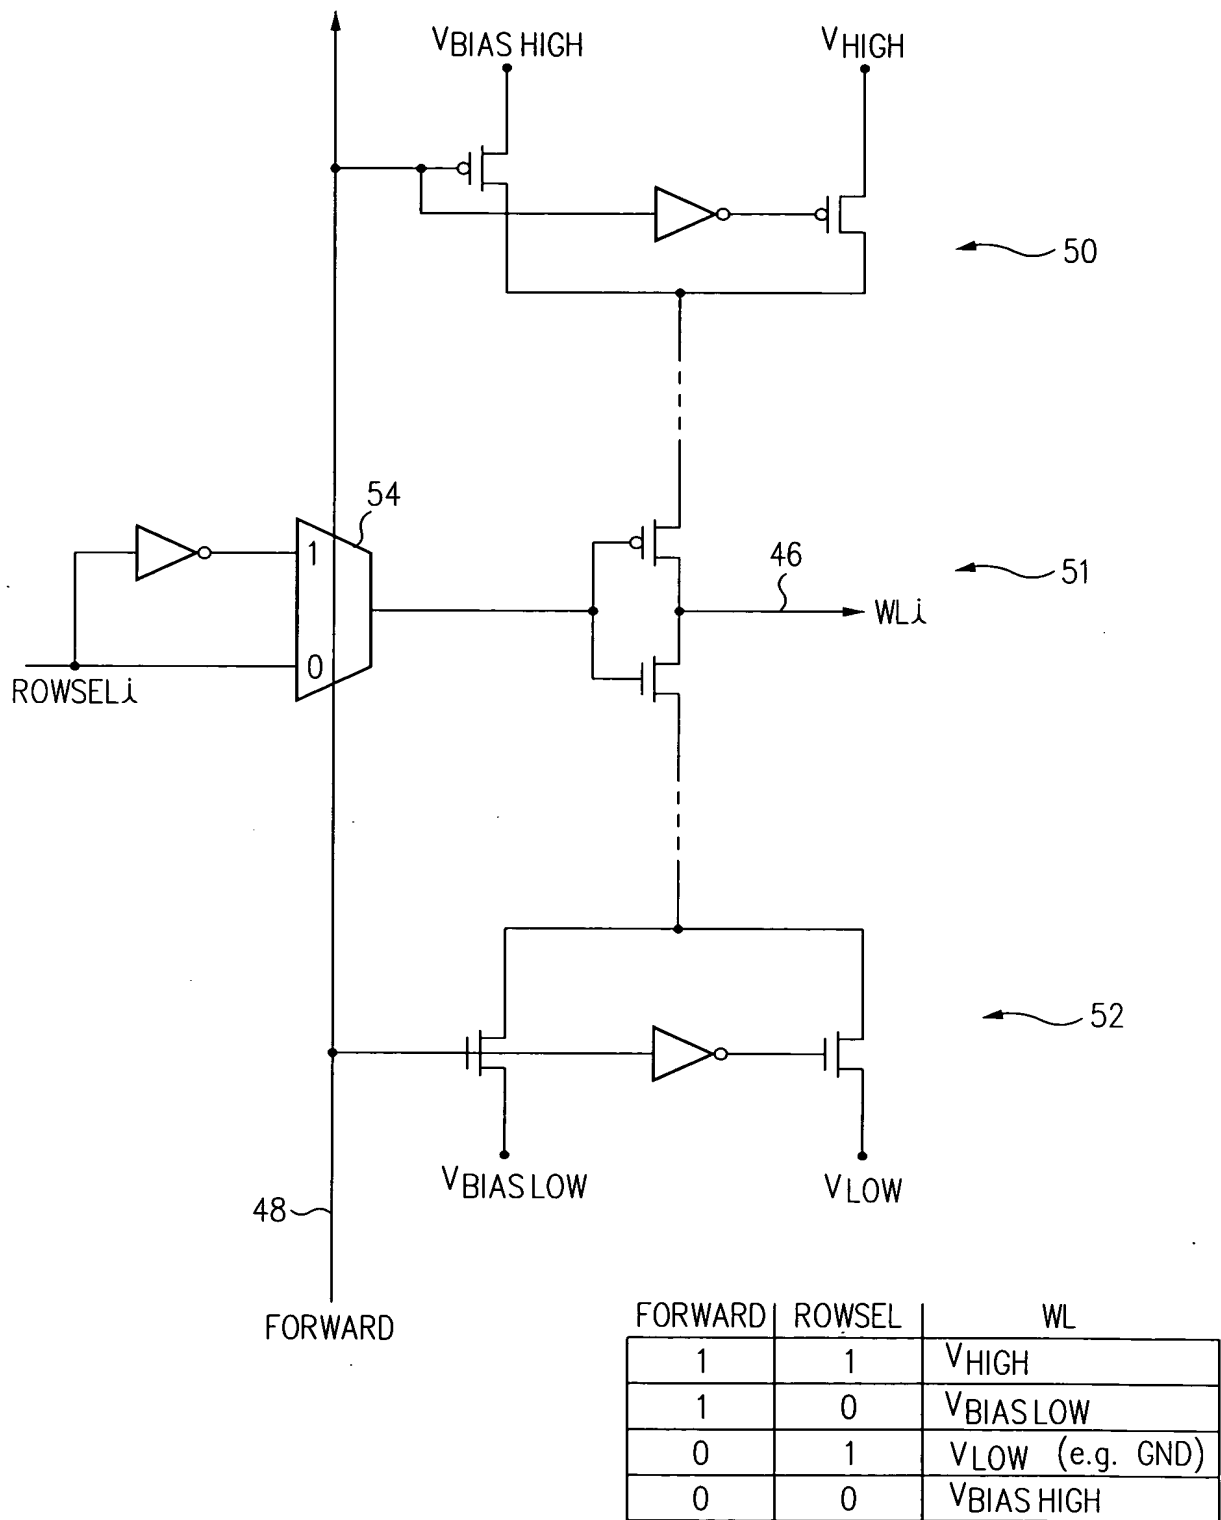 VBIAS HIGH
VHIGH
50
54
1
46
51
WLi
0
ROWSELi
52
VBIAS LOW
VLOW
48
FORWARD
FORWARD ROWSEL WL
1 1 VHIGH
1 0 VBIAS LOW
0 1 VLOW (e.g. GND)
0 0 VBIAS HIGH